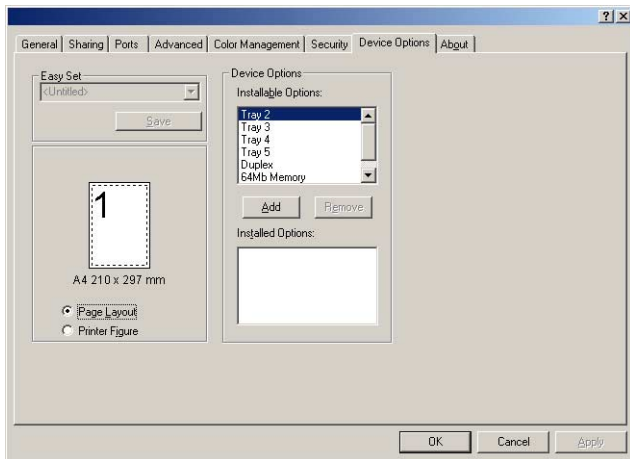 General Sharing Ports Advanced Color Management Security Device Options About
Easy Set
<Untitled>
Save
1
A4 210 x 297 mm
Page Layout
Printer Figure
Device Options
Installable Options:
Tray 2
Tray 3
Tray 4
Tray 5
Duplex
64Mb Memory
Add Remove
Installed Options:
OK Cancel Apply